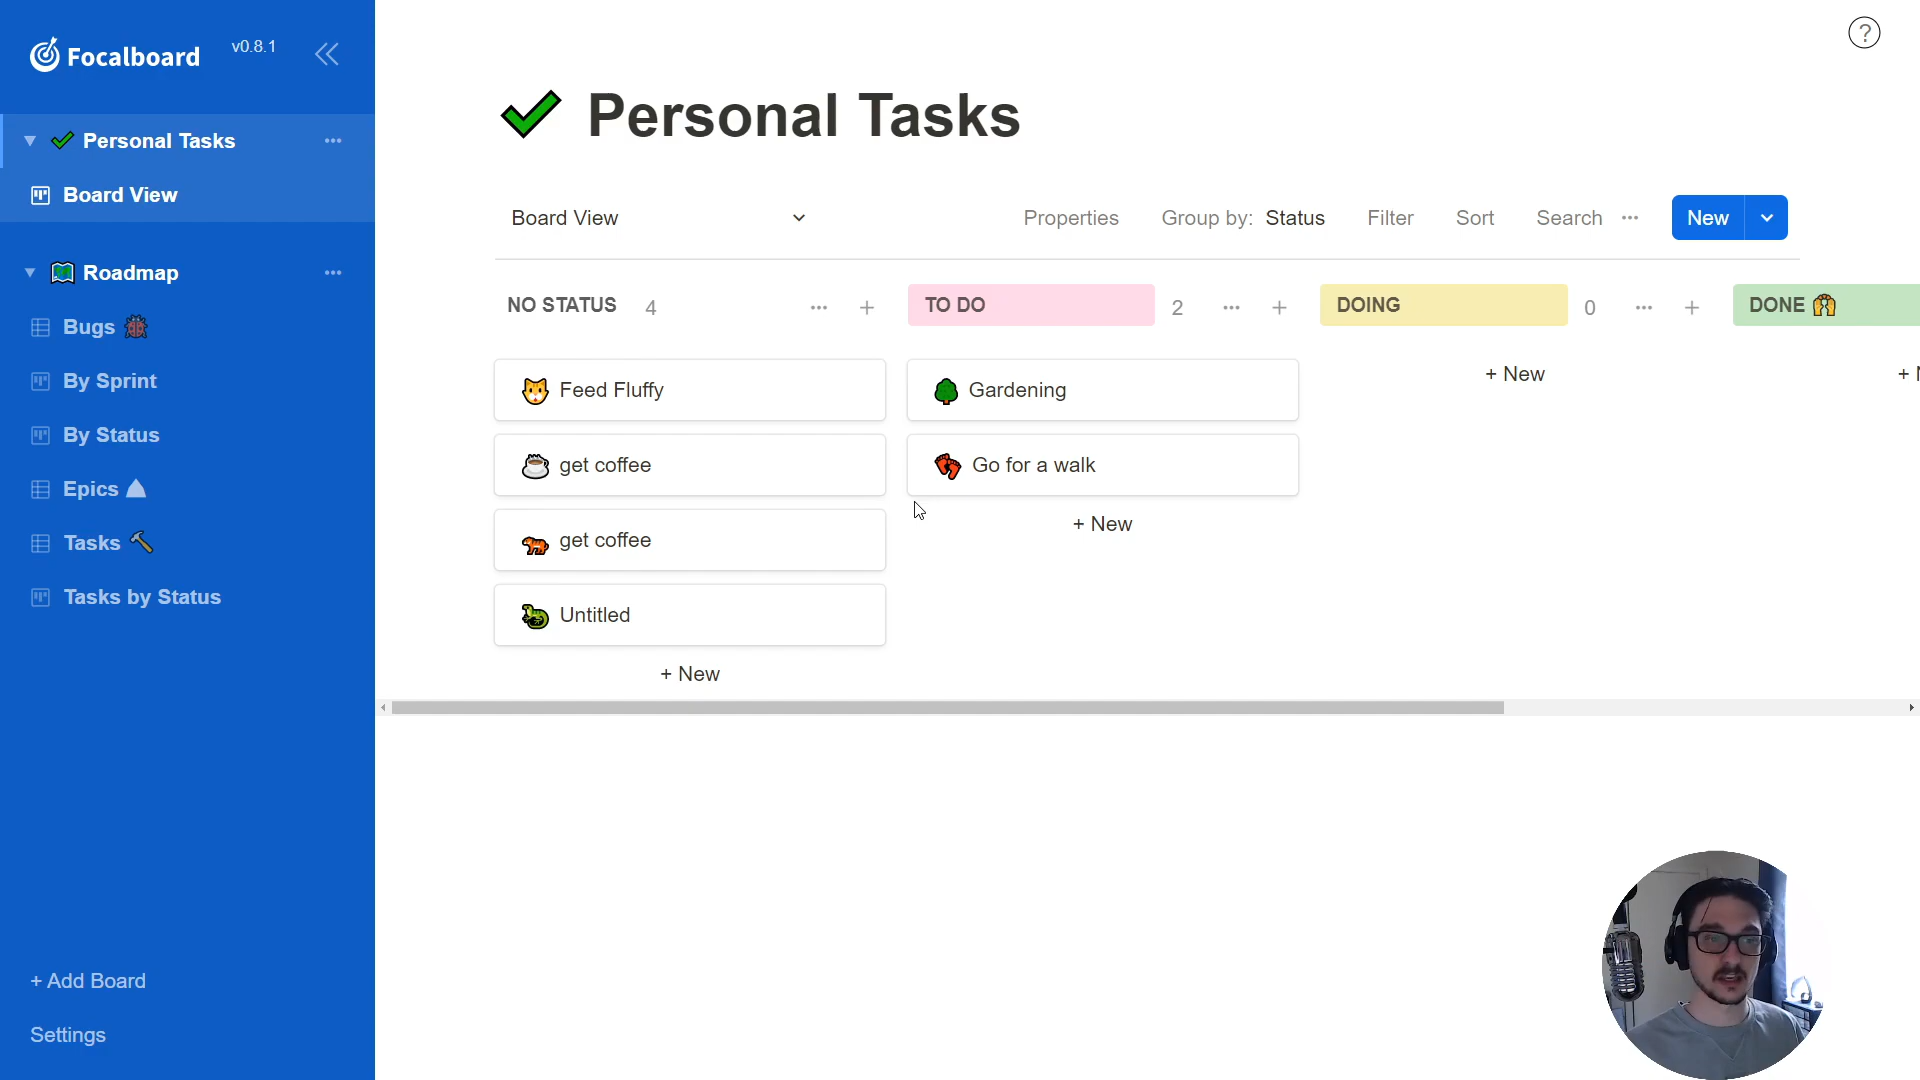 Focalboard v0.8.1
Personal Tasks
Board View
Roadmap
Bugs
By Sprint
By Status
Epics
Tasks
Tasks by Status
+ Add Board
Settings
?
Personal Tasks
Board View Properties Group by: Status Filter Sort Search New
NO STATUS 4
Feed Fluffy
get coffee
get coffee
Untitled
+ New
TO DO 2
Gardening
Go for a walk
+ New
DOING 0
+ New
DONE